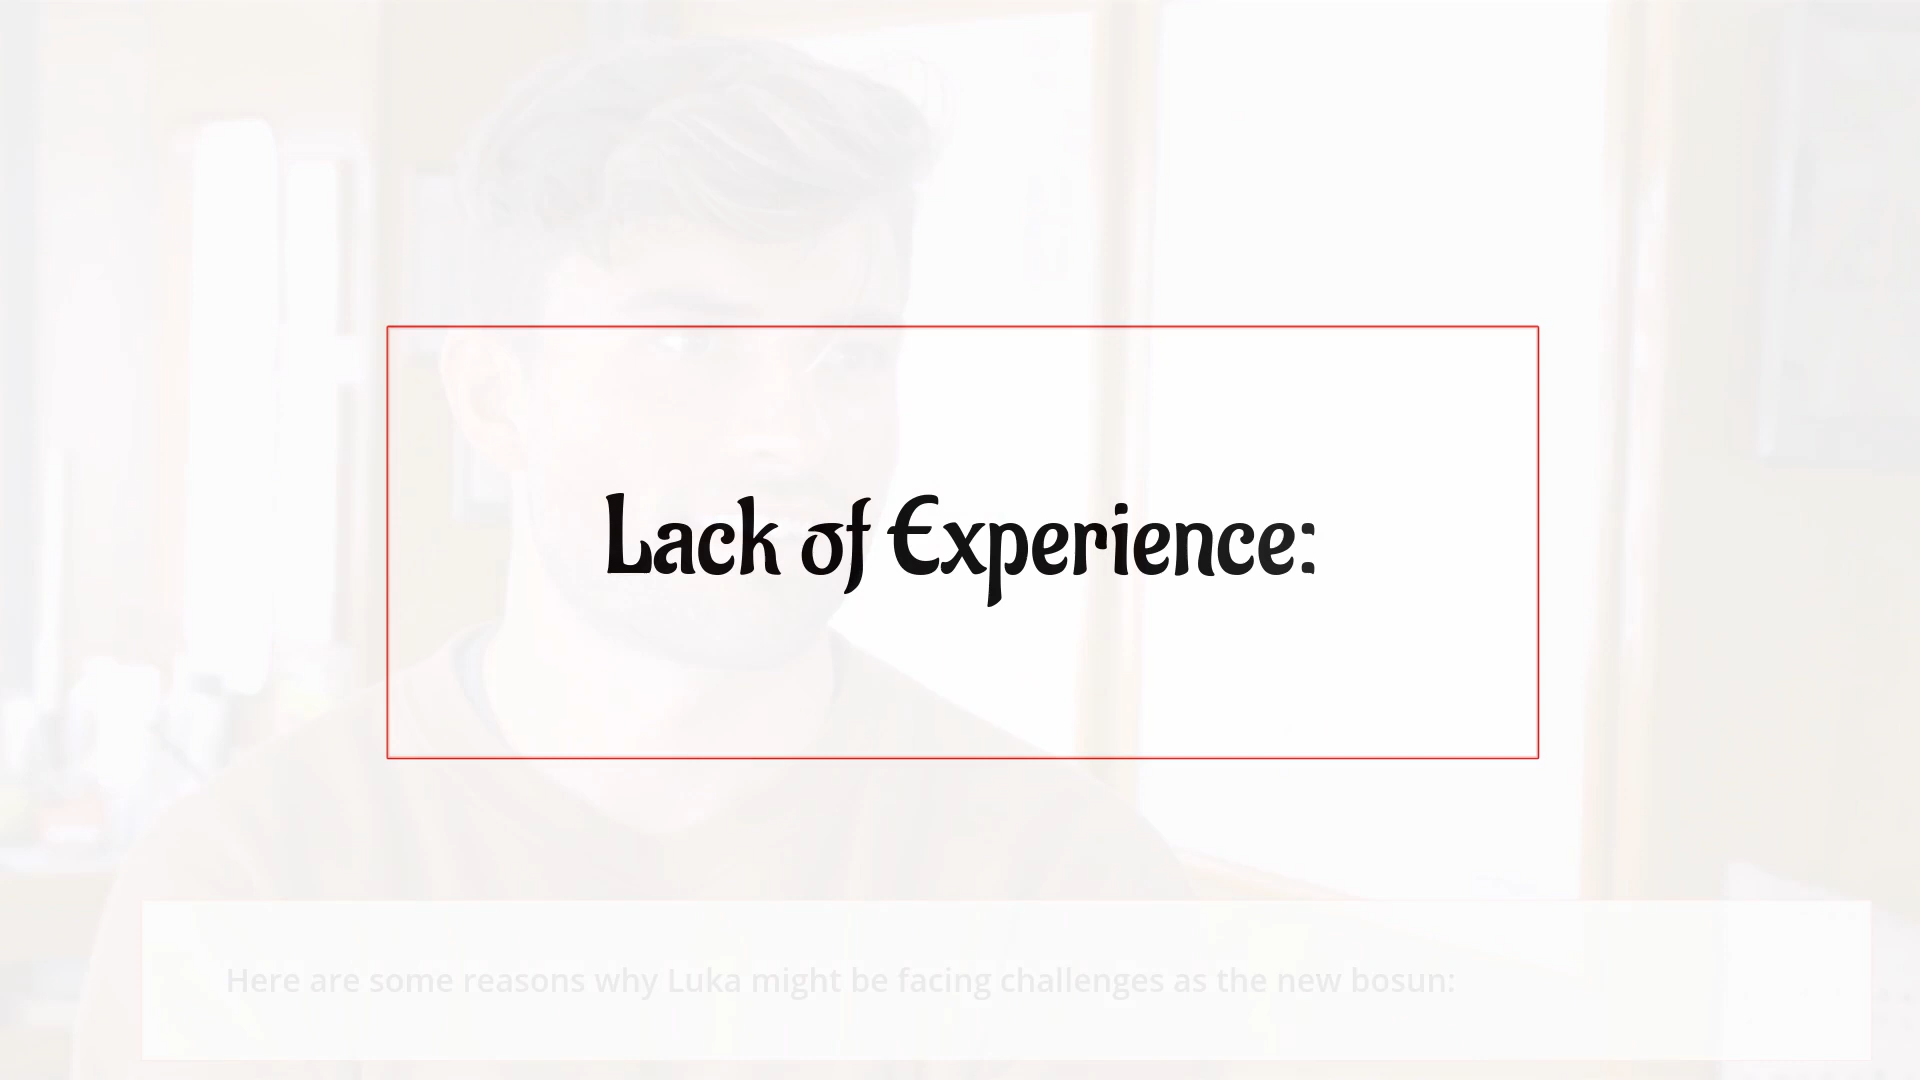 Lack of Experience:
Here are some reasons why Luka might be facing challenges as the new bosun: